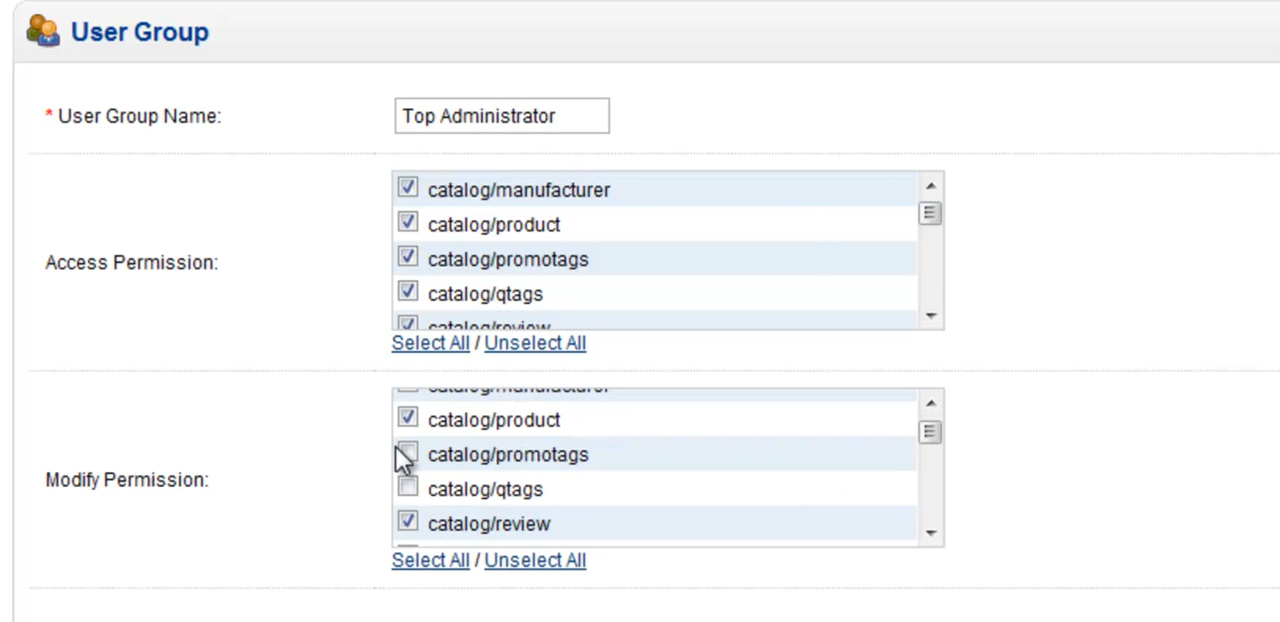 User Group
* User Group Name: Top Administrator
Access Permission:
catalog/manufacturer
catalog/product
catalog/promotags
catalog/qtags
catalog/review
Select All / Unselect All
Modify Permission:
catalog/manufacturer
catalog/product
catalog/promotags
catalog/qtags
catalog/review
Select All / Unselect All